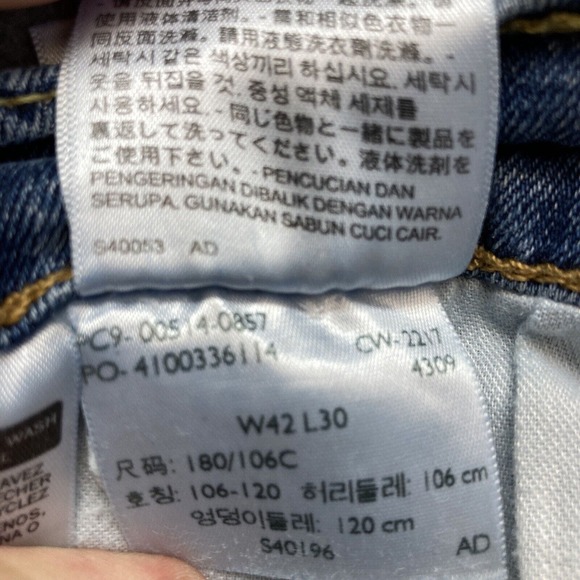 使用液体清洁剂。-需和相似色衣物一
同反面洗滌。請用液態洗衣劑洗滌。-
세탁시 같은 색상끼리 하십시오. 세탁시
옷을 뒤집을 것. 중성 액체 세제를
사용하세요. -同じ色物と一緒に製品を
裏返して洗ってください。液体洗剤を
ご使用下さい。-PENCUCIAN DAN
PENGERINGAN DIBALIK DENGAN WARNA
SERUPA. GUNAKAN SABUN CUCI CAIR.
S40053 AD
PC9-00514-0857
PO-4100336114
CW-2217
4309
W42 L30
尺码: 180/106C
호칭: 106-120 허리둘레: 106 cm
엉덩이둘레: 120 cm
S40196 AD
WASH
AVEZ
ECHER
CYCLEZ
ENOS.
NA O